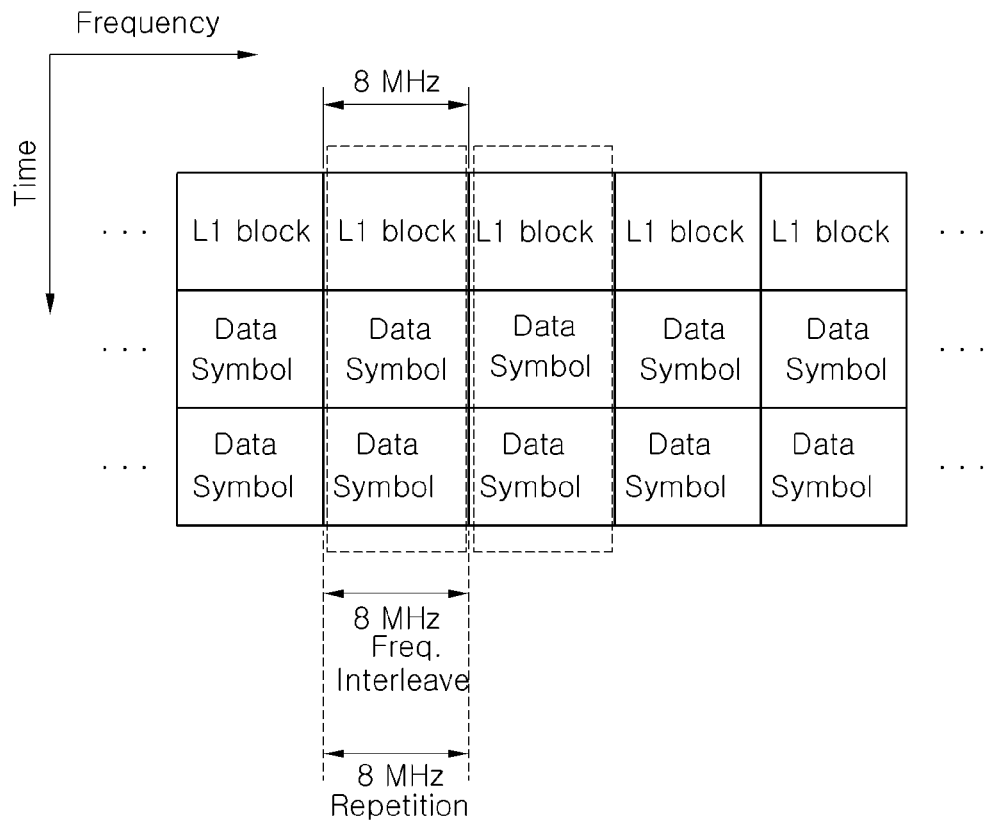 Frequency
Time
8 MHz
· · · L1 block L1 block L1 block L1 block L1 block · · ·
Data Data Data Data Data
· · · Symbol Symbol Symbol Symbol Symbol · · ·
Data Data Data Data Data
· · · Symbol Symbol Symbol Symbol Symbol · · ·
8 MHz
Freq.
Interleave
8 MHz
Repetition